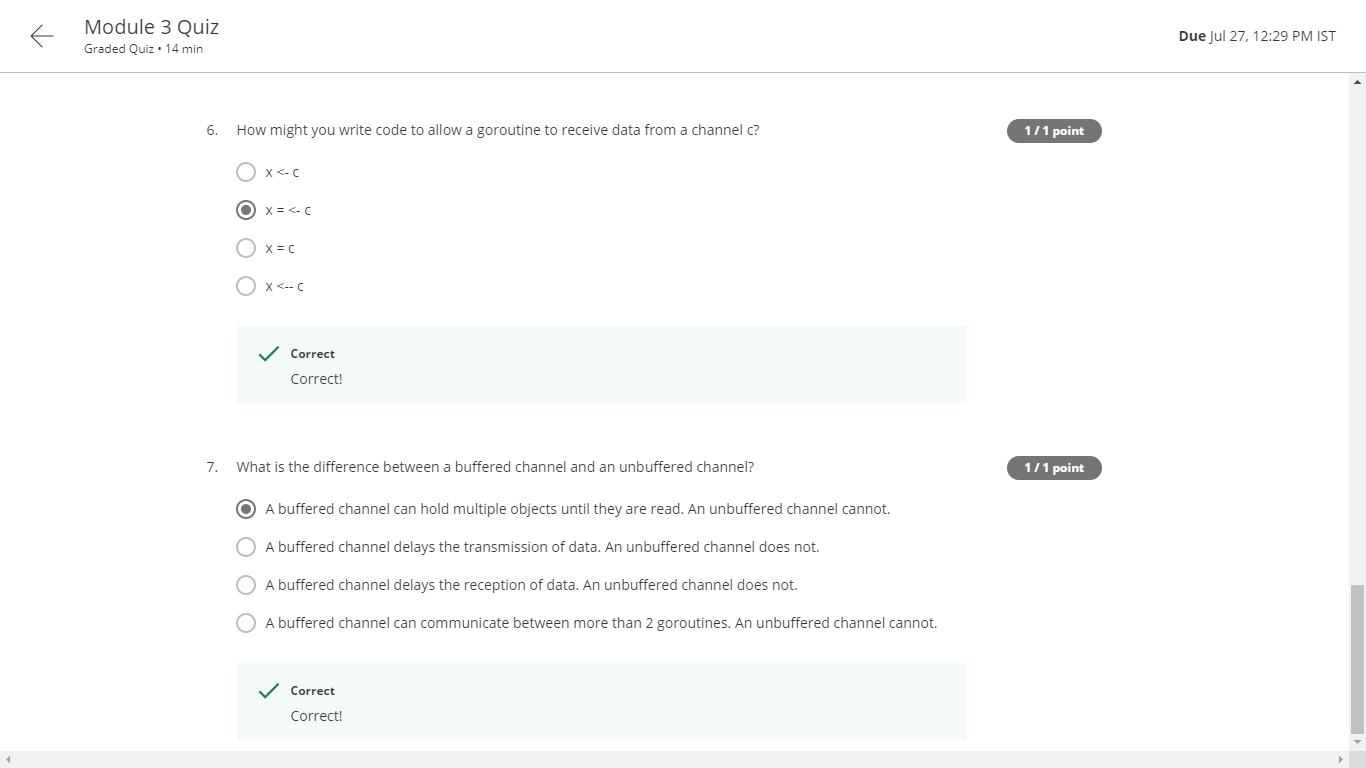 Module 3 Quiz
Graded Quiz • 14 min
Due Jul 27, 12:29 PM IST
6. How might you write code to allow a goroutine to receive data from a channel c?
1 / 1 point
x <- c
x = <- c
x = c
x <-- c
Correct
Correct!
7. What is the difference between a buffered channel and an unbuffered channel?
1 / 1 point
A buffered channel can hold multiple objects until they are read. An unbuffered channel cannot.
A buffered channel delays the transmission of data. An unbuffered channel does not.
A buffered channel delays the reception of data. An unbuffered channel does not.
A buffered channel can communicate between more than 2 goroutines. An unbuffered channel cannot.
Correct
Correct!